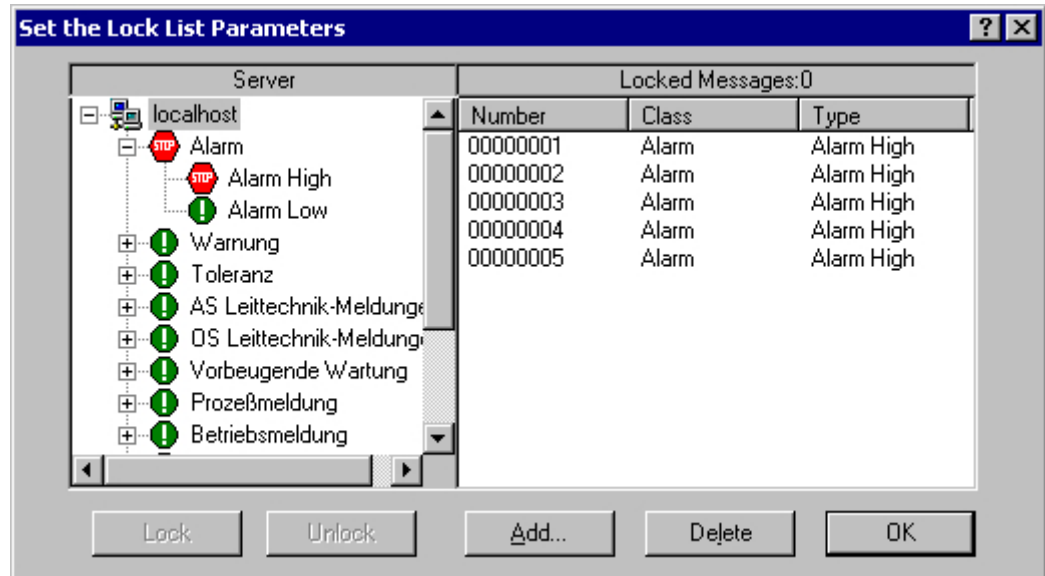 Set the Lock List Parameters
Server
Locked Messages:0
localhost
Alarm
Alarm High
Alarm Low
Warnung
Toleranz
AS Leittechnik-Meldunge
OS Leittechnik-Meldung
Vorbeugende Wartung
Prozeßmeldung
Betriebsmeldung
Number Class Type
00000001 Alarm Alarm High
00000002 Alarm Alarm High
00000003 Alarm Alarm High
00000004 Alarm Alarm High
00000005 Alarm Alarm High
Lock Unlock Add... Delete OK